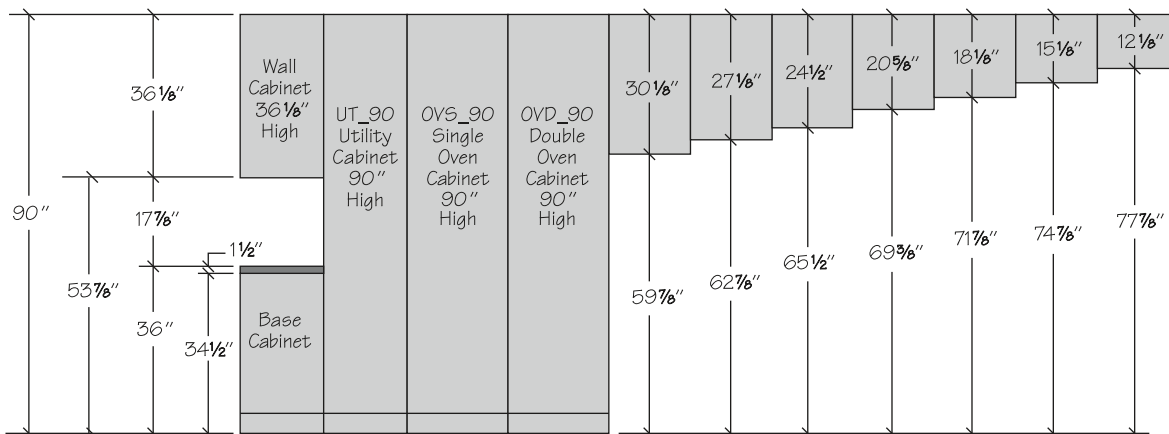 90″
36⅛″
17⅞″
1½″
53⅞″
36″
34½″
Wall
Cabinet
36⅛″
High
Base
Cabinet
UT_90
Utility
Cabinet
90″
High
OVS_90
Single
Oven
Cabinet
90″
High
OVD_90
Double
Oven
Cabinet
90″
High
30⅛″
27⅛″
24½″
20⅝″
18⅛″
15⅛″
12⅛″
59⅞″
62⅞″
65½″
69⅜″
71⅞″
74⅞″
77⅞″